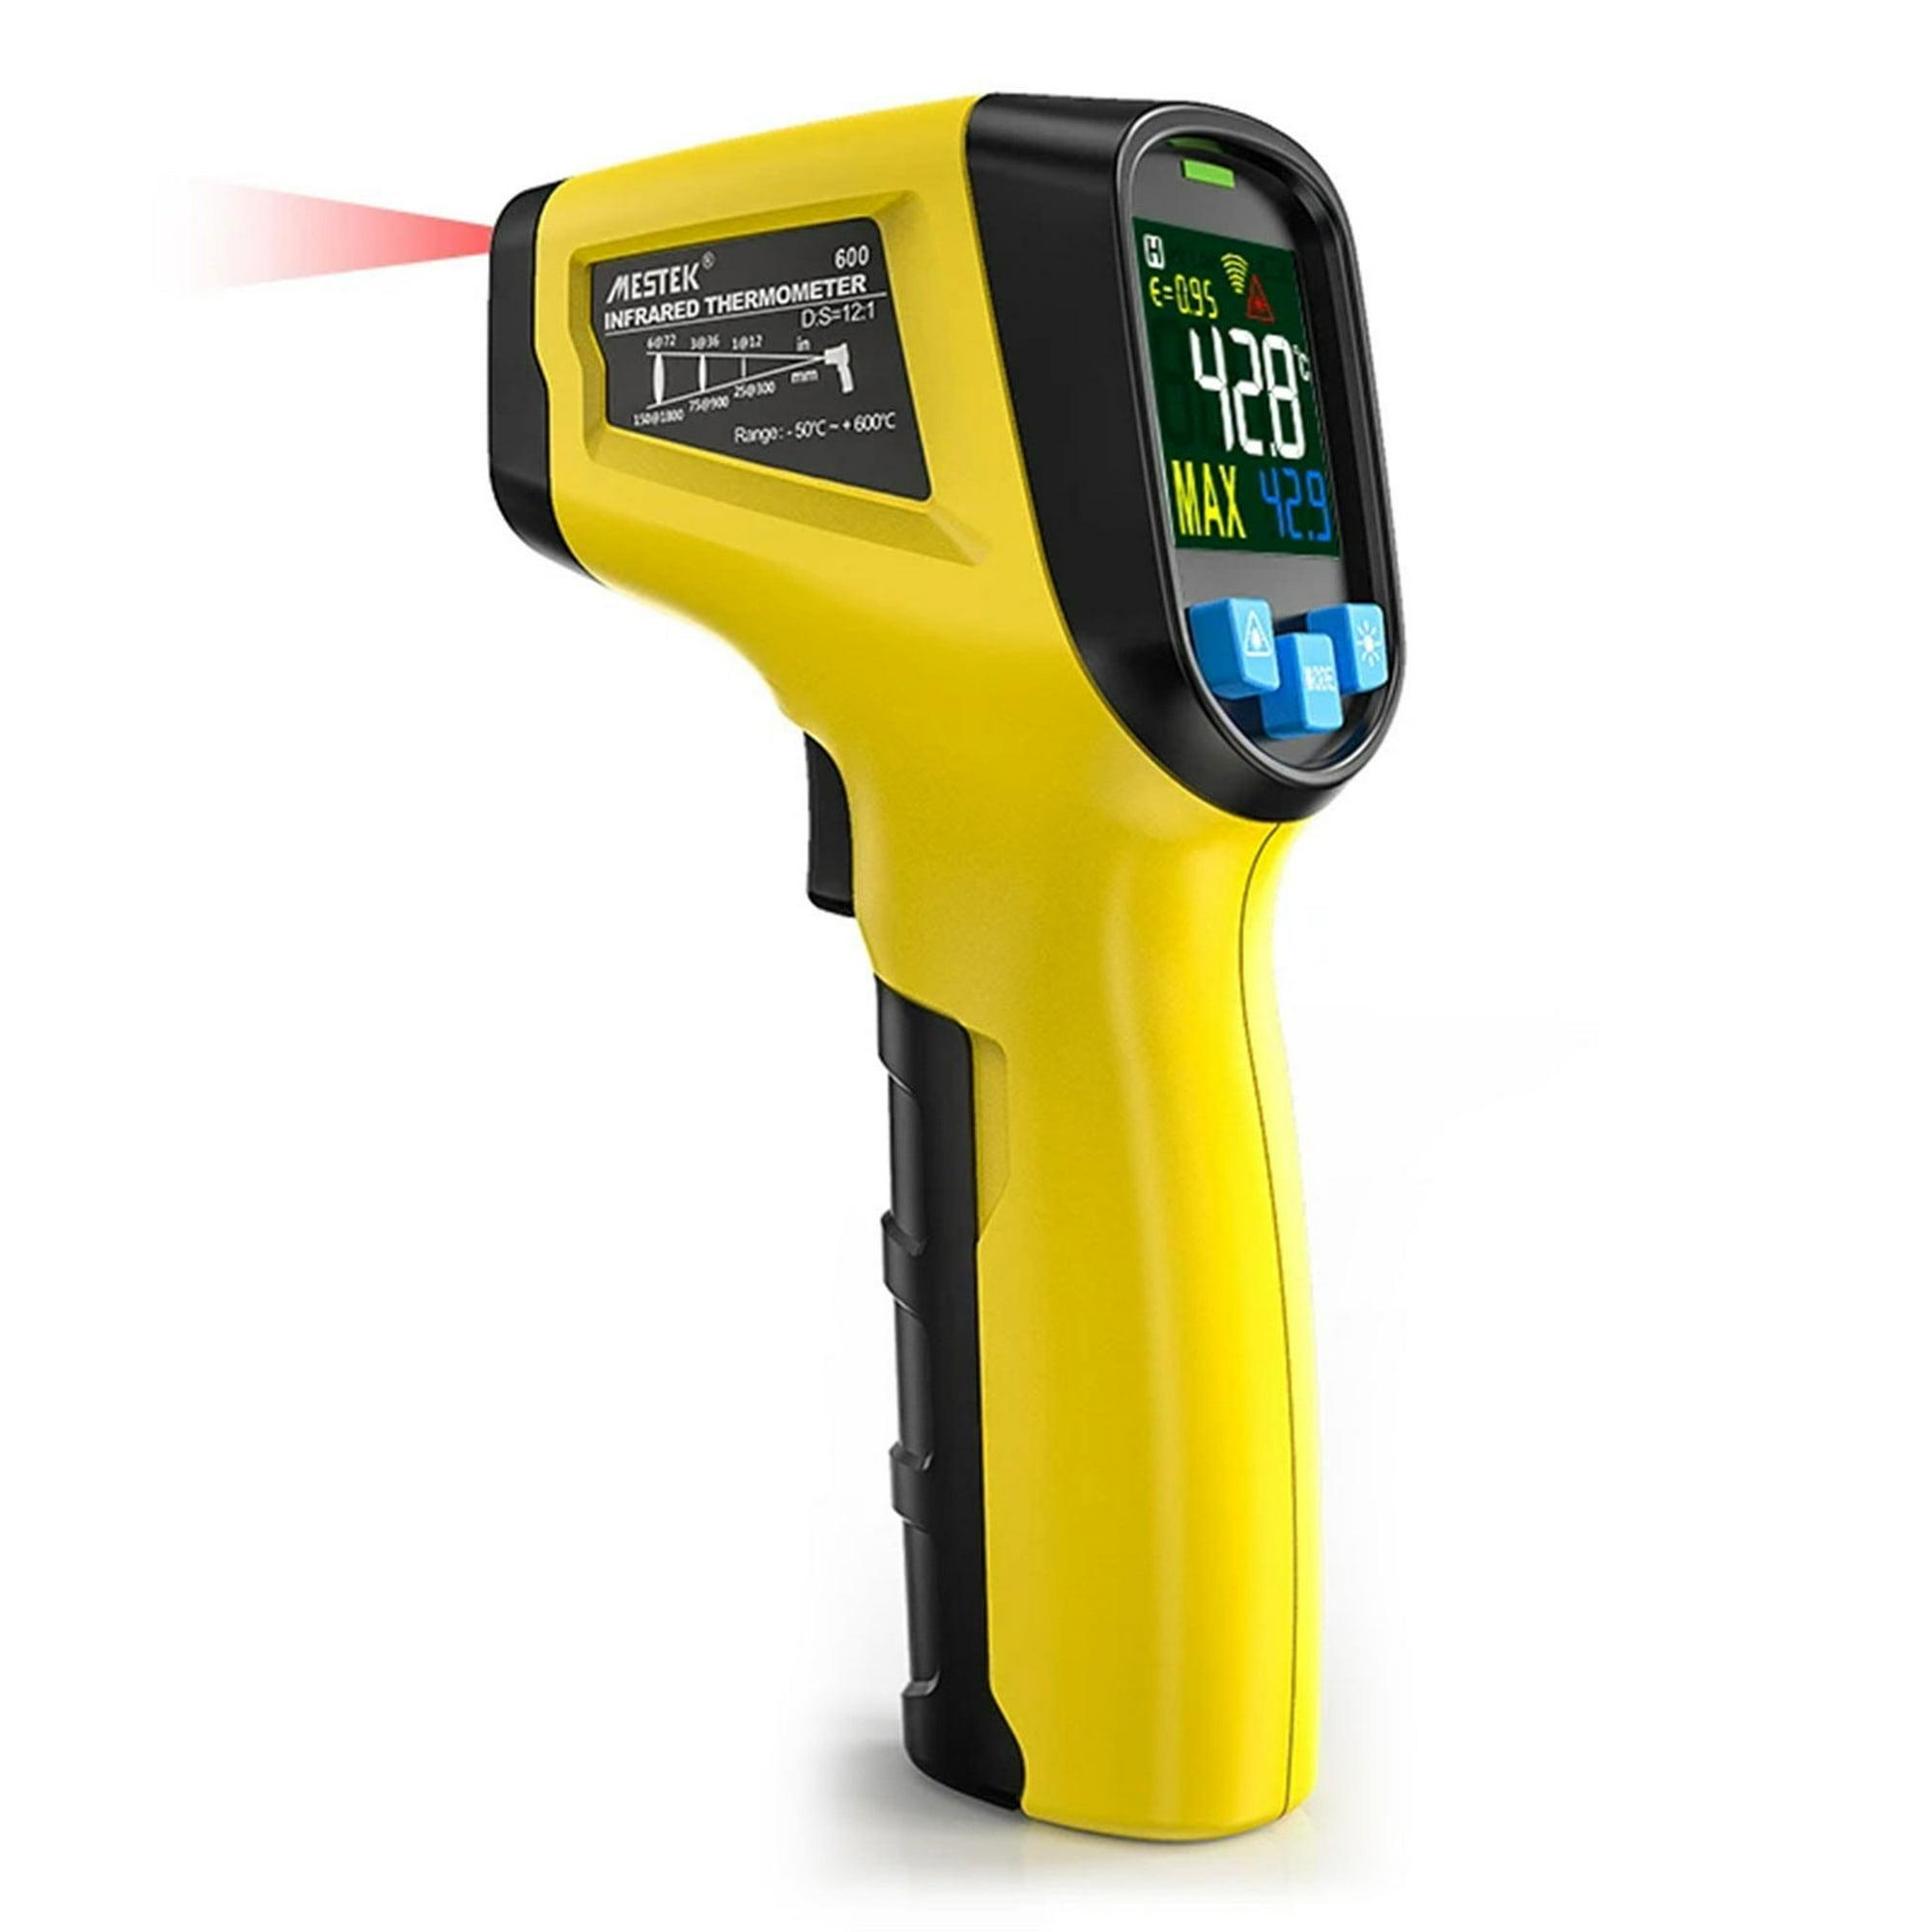 MESTEK® 600
INFRARED THERMOMETER
D:S=12:1
6@72 3@36 1@12 in
150@1800 75@900 25@300 mm
Range: -50℃~+600℃
H
ε=0.95
42.8℃
MAX 42.9
MODE